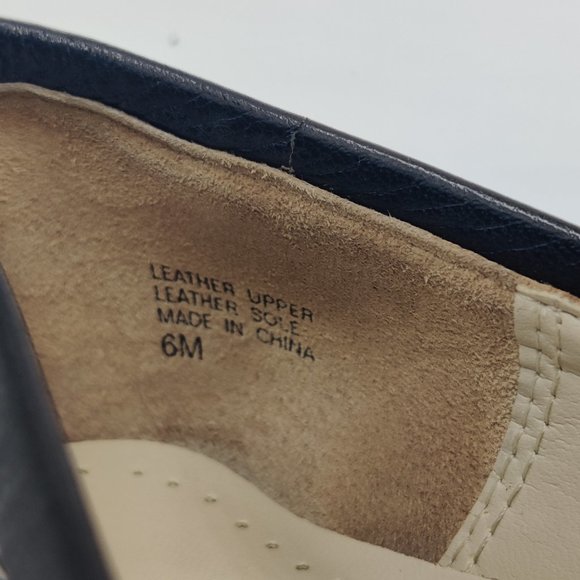 LEATHER UPPER
LEATHER SOLE
MADE IN CHINA
6M